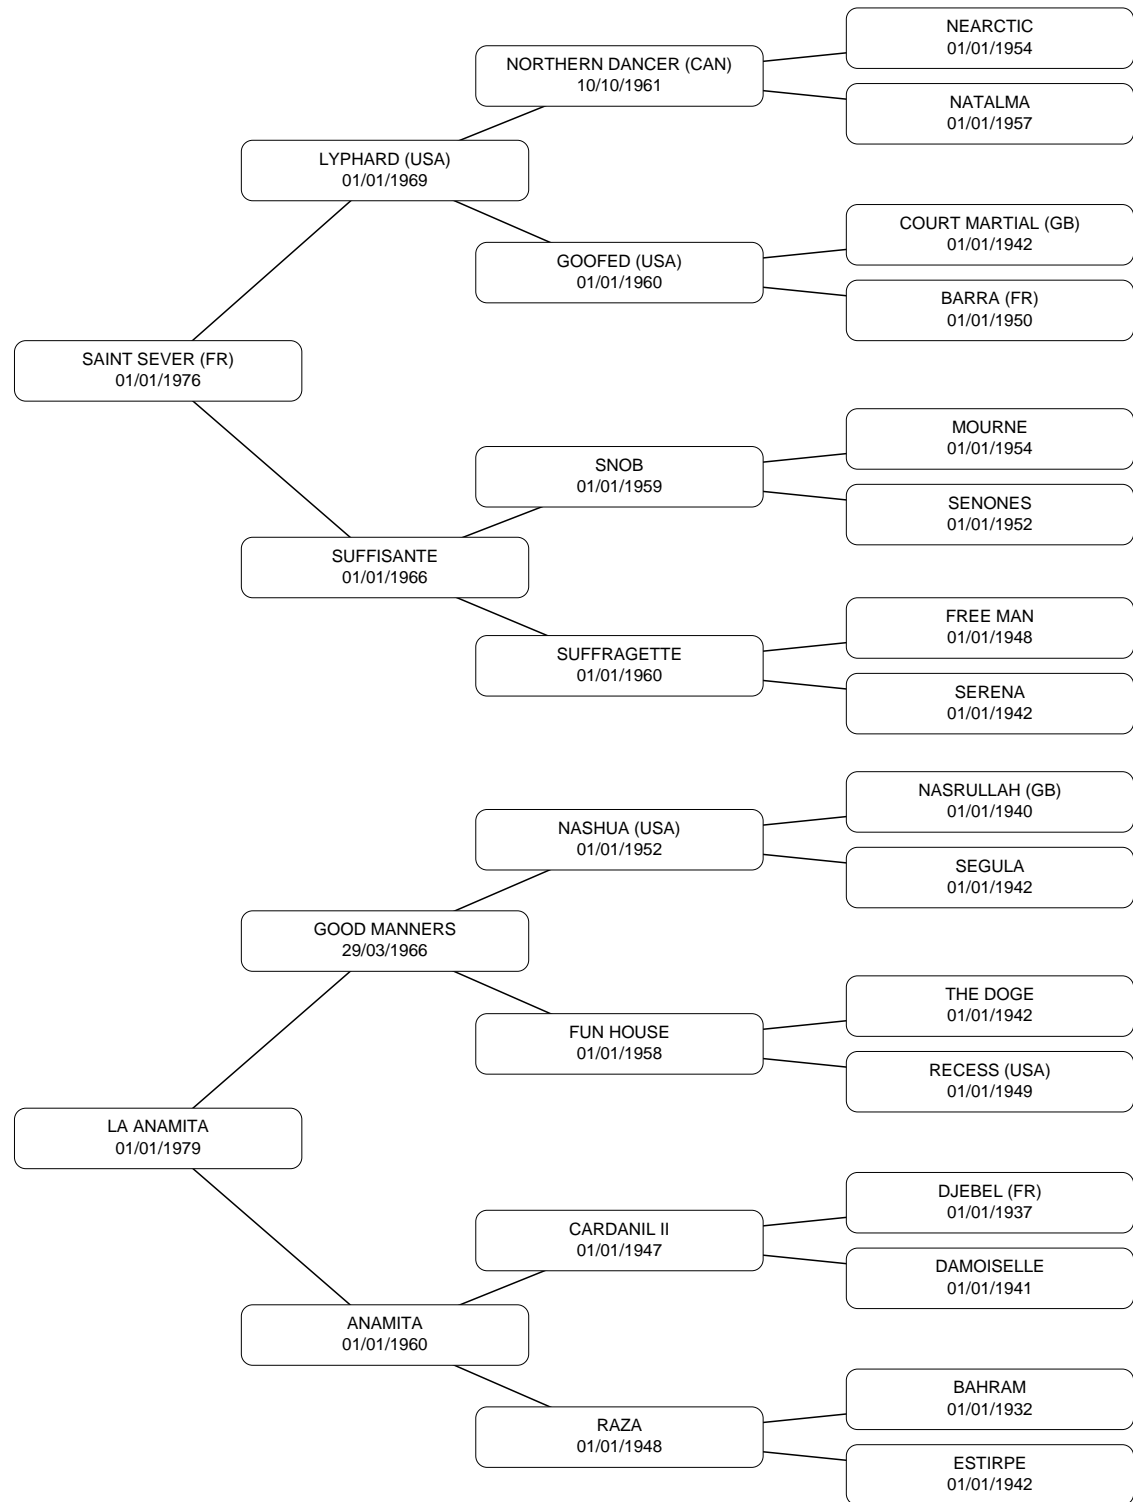 NEARCTIC
01/01/1954
NORTHERN DANCER (CAN)
10/10/1961
NATALMA
01/01/1957
LYPHARD (USA)
01/01/1969
COURT MARTIAL (GB)
01/01/1942
GOOFED (USA)
01/01/1960
BARRA (FR)
01/01/1950
SAINT SEVER (FR)
01/01/1976
MOURNE
01/01/1954
SNOB
01/01/1959
SENONES
01/01/1952
SUFFISANTE
01/01/1966
FREE MAN
01/01/1948
SUFFRAGETTE
01/01/1960
SERENA
01/01/1942
NASRULLAH (GB)
01/01/1940
NASHUA (USA)
01/01/1952
SEGULA
01/01/1942
GOOD MANNERS
29/03/1966
THE DOGE
01/01/1942
FUN HOUSE
01/01/1958
RECESS (USA)
01/01/1949
LA ANAMITA
01/01/1979
DJEBEL (FR)
01/01/1937
CARDANIL II
01/01/1947
DAMOISELLE
01/01/1941
ANAMITA
01/01/1960
BAHRAM
01/01/1932
RAZA
01/01/1948
ESTIRPE
01/01/1942